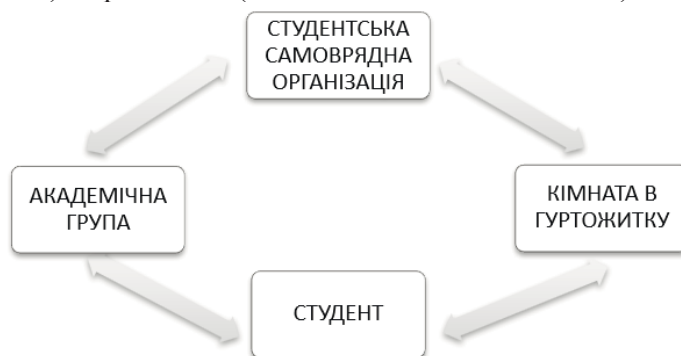 СТУДЕНТСЬКА
САМОВРЯДНА
ОРГАНІЗАЦІЯ
АКАДЕМІЧНА
ГРУПА
КІМНАТА В
ГУРТОЖИТКУ
СТУДЕНТ